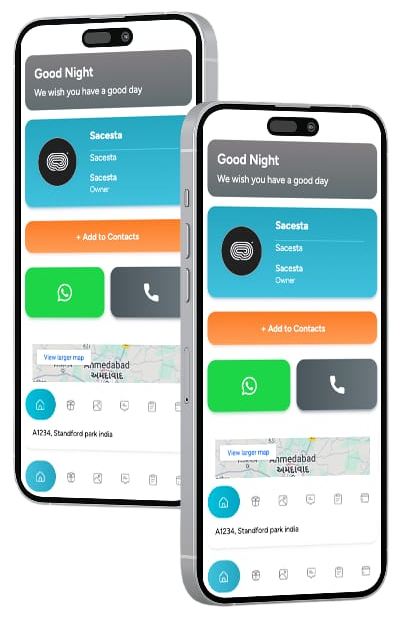 Good Night
We wish you have a good day
Sacesta
Sacesta
Sacesta
Owner
+ Add to Contacts
View larger map
Ahmedabad
અમદાવાદ
A1234, Standford park india
Good Night
We wish you have a good day
Sacesta
Sacesta
Sacesta
Owner
+ Add to Contacts
View larger map
hmedabad
અમદાવાદ
A1234, Standford park india